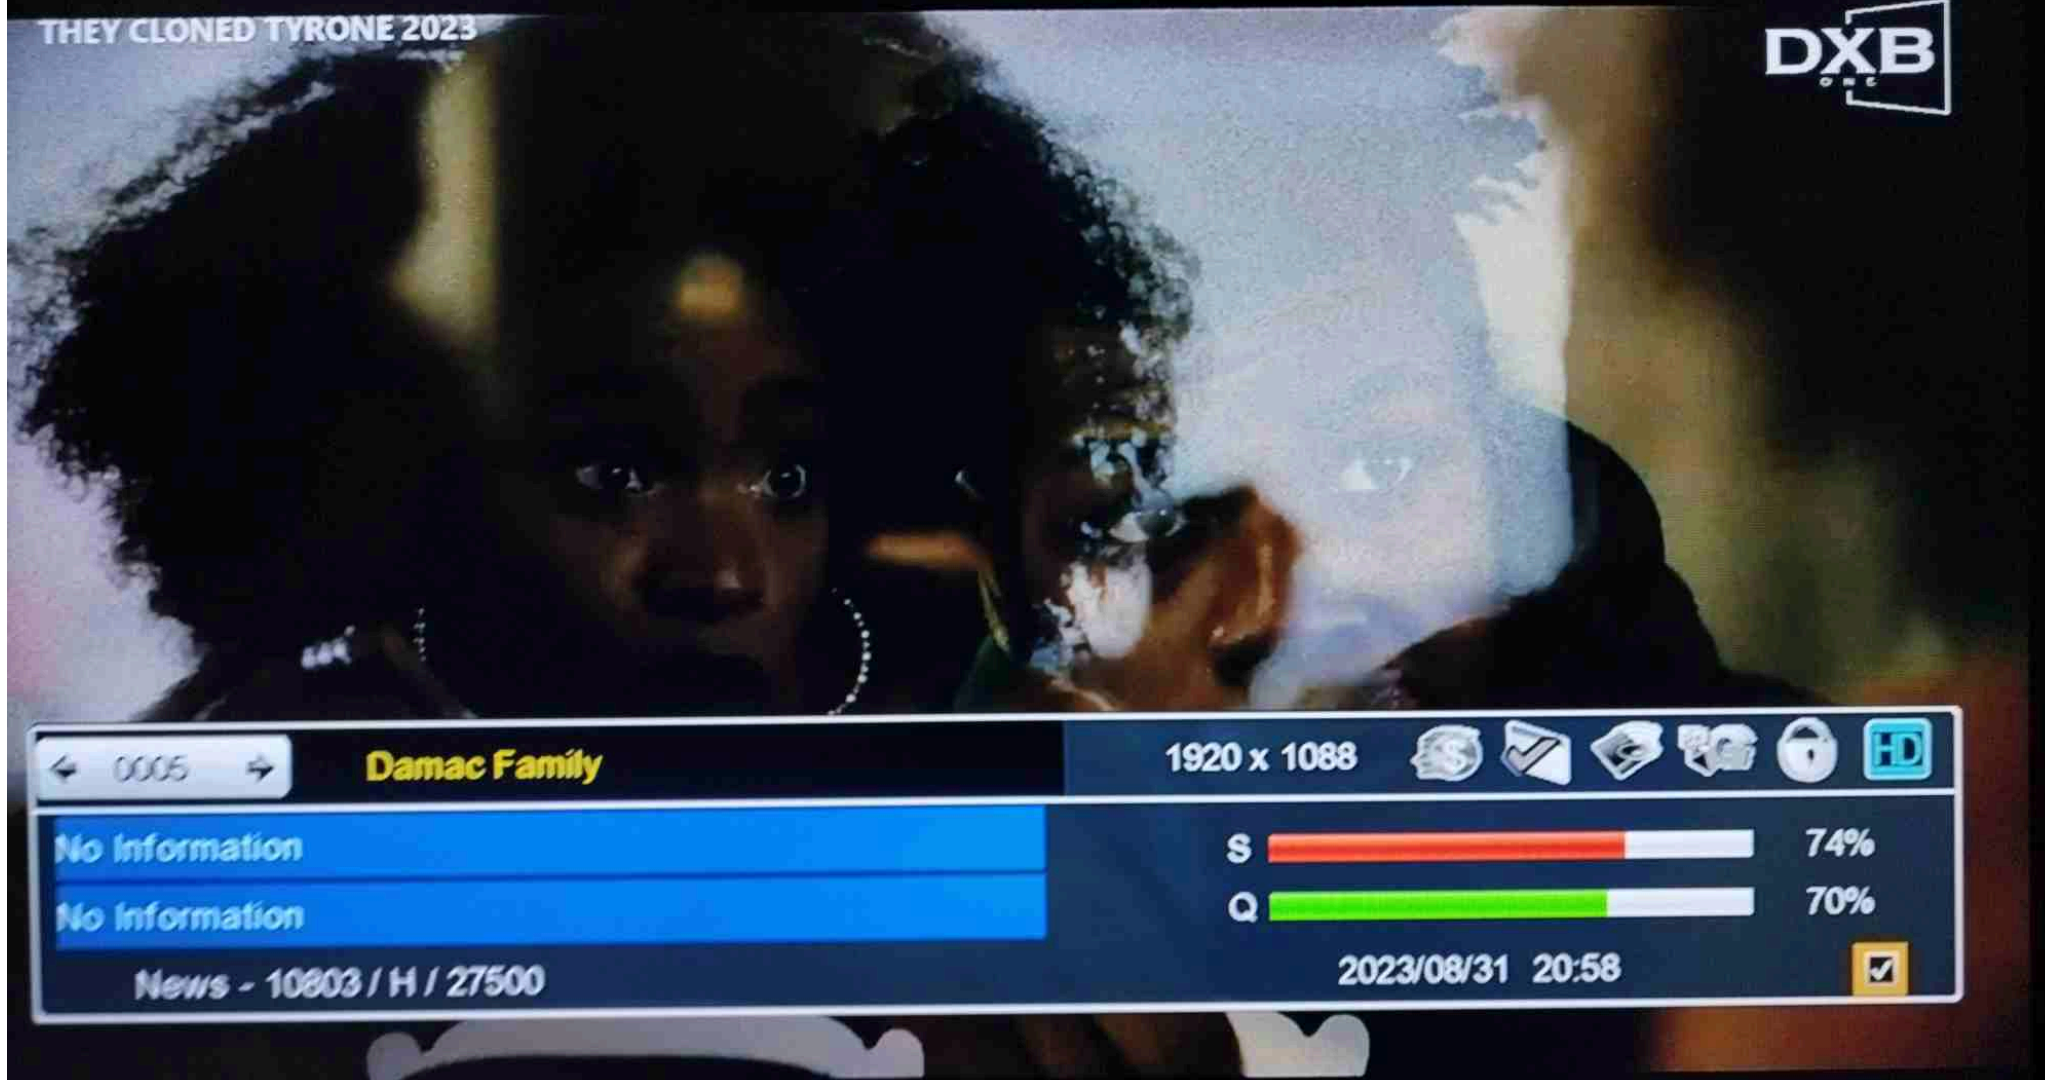 THEY CLONED TYRONE 2023
DXB
ONE
0005
Damac Family
1920 x 1088
HD
No Information
No Information
S 74%
Q 70%
News - 10803 / H / 27500
2023/08/31 20:58